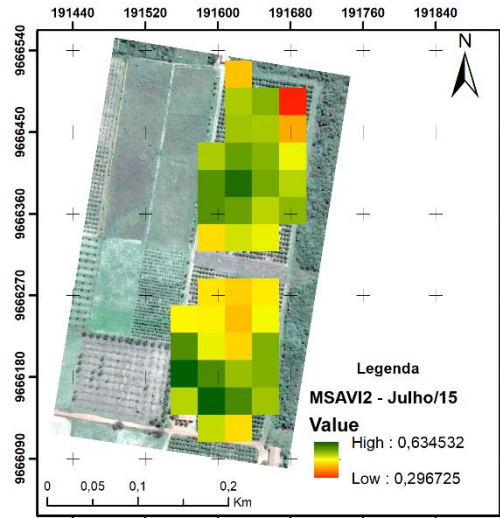 191440 191520 191600 191680 191760 191840
9666540
9666450
9666360
9666270
9666180
9666090
N
Legenda
MSAVI2 - Julho/15
Value
High : 0,634532
Low : 0,296725
0 0,05 0,1 0,2
Km